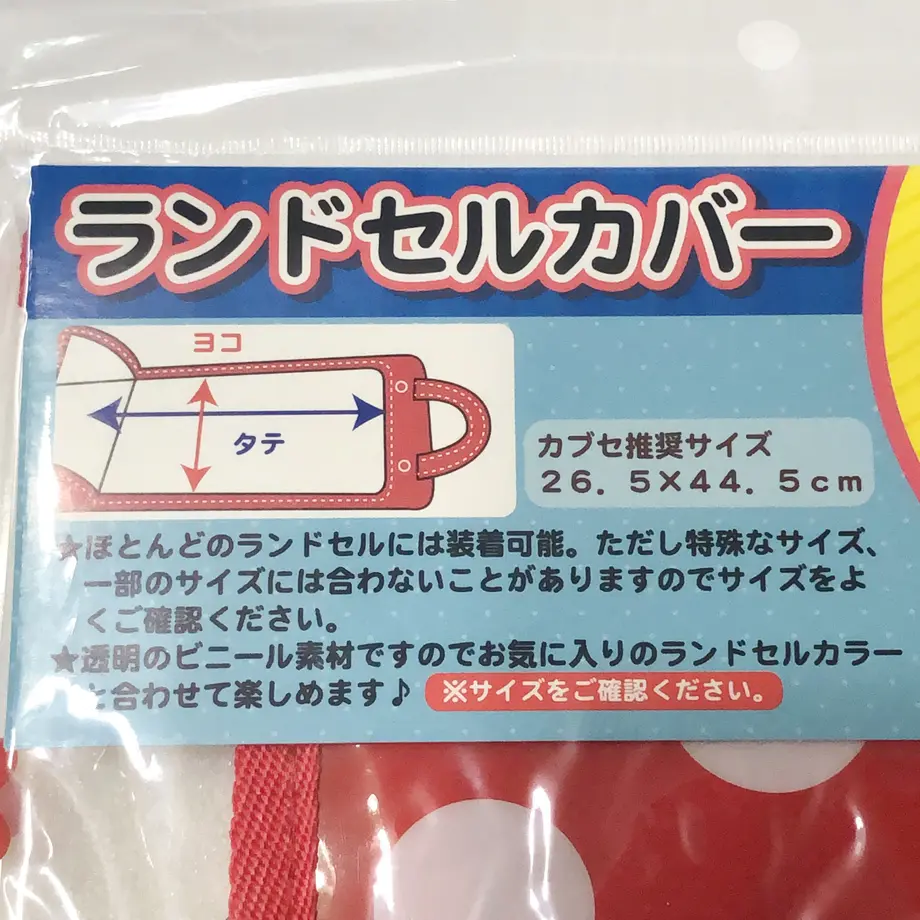 ランドセルカバー
ヨコ
タテ
カブセ推奨サイズ
26．5×44．5cm
★ほとんどのランドセルには装着可能。ただし特殊なサイズ、
一部のサイズには合わないことがありますのでサイズをよ
くご確認ください。
★透明のビニール素材ですのでお気に入りのランドセルカラー
と合わせて楽しめます♪ ※サイズをご確認ください。